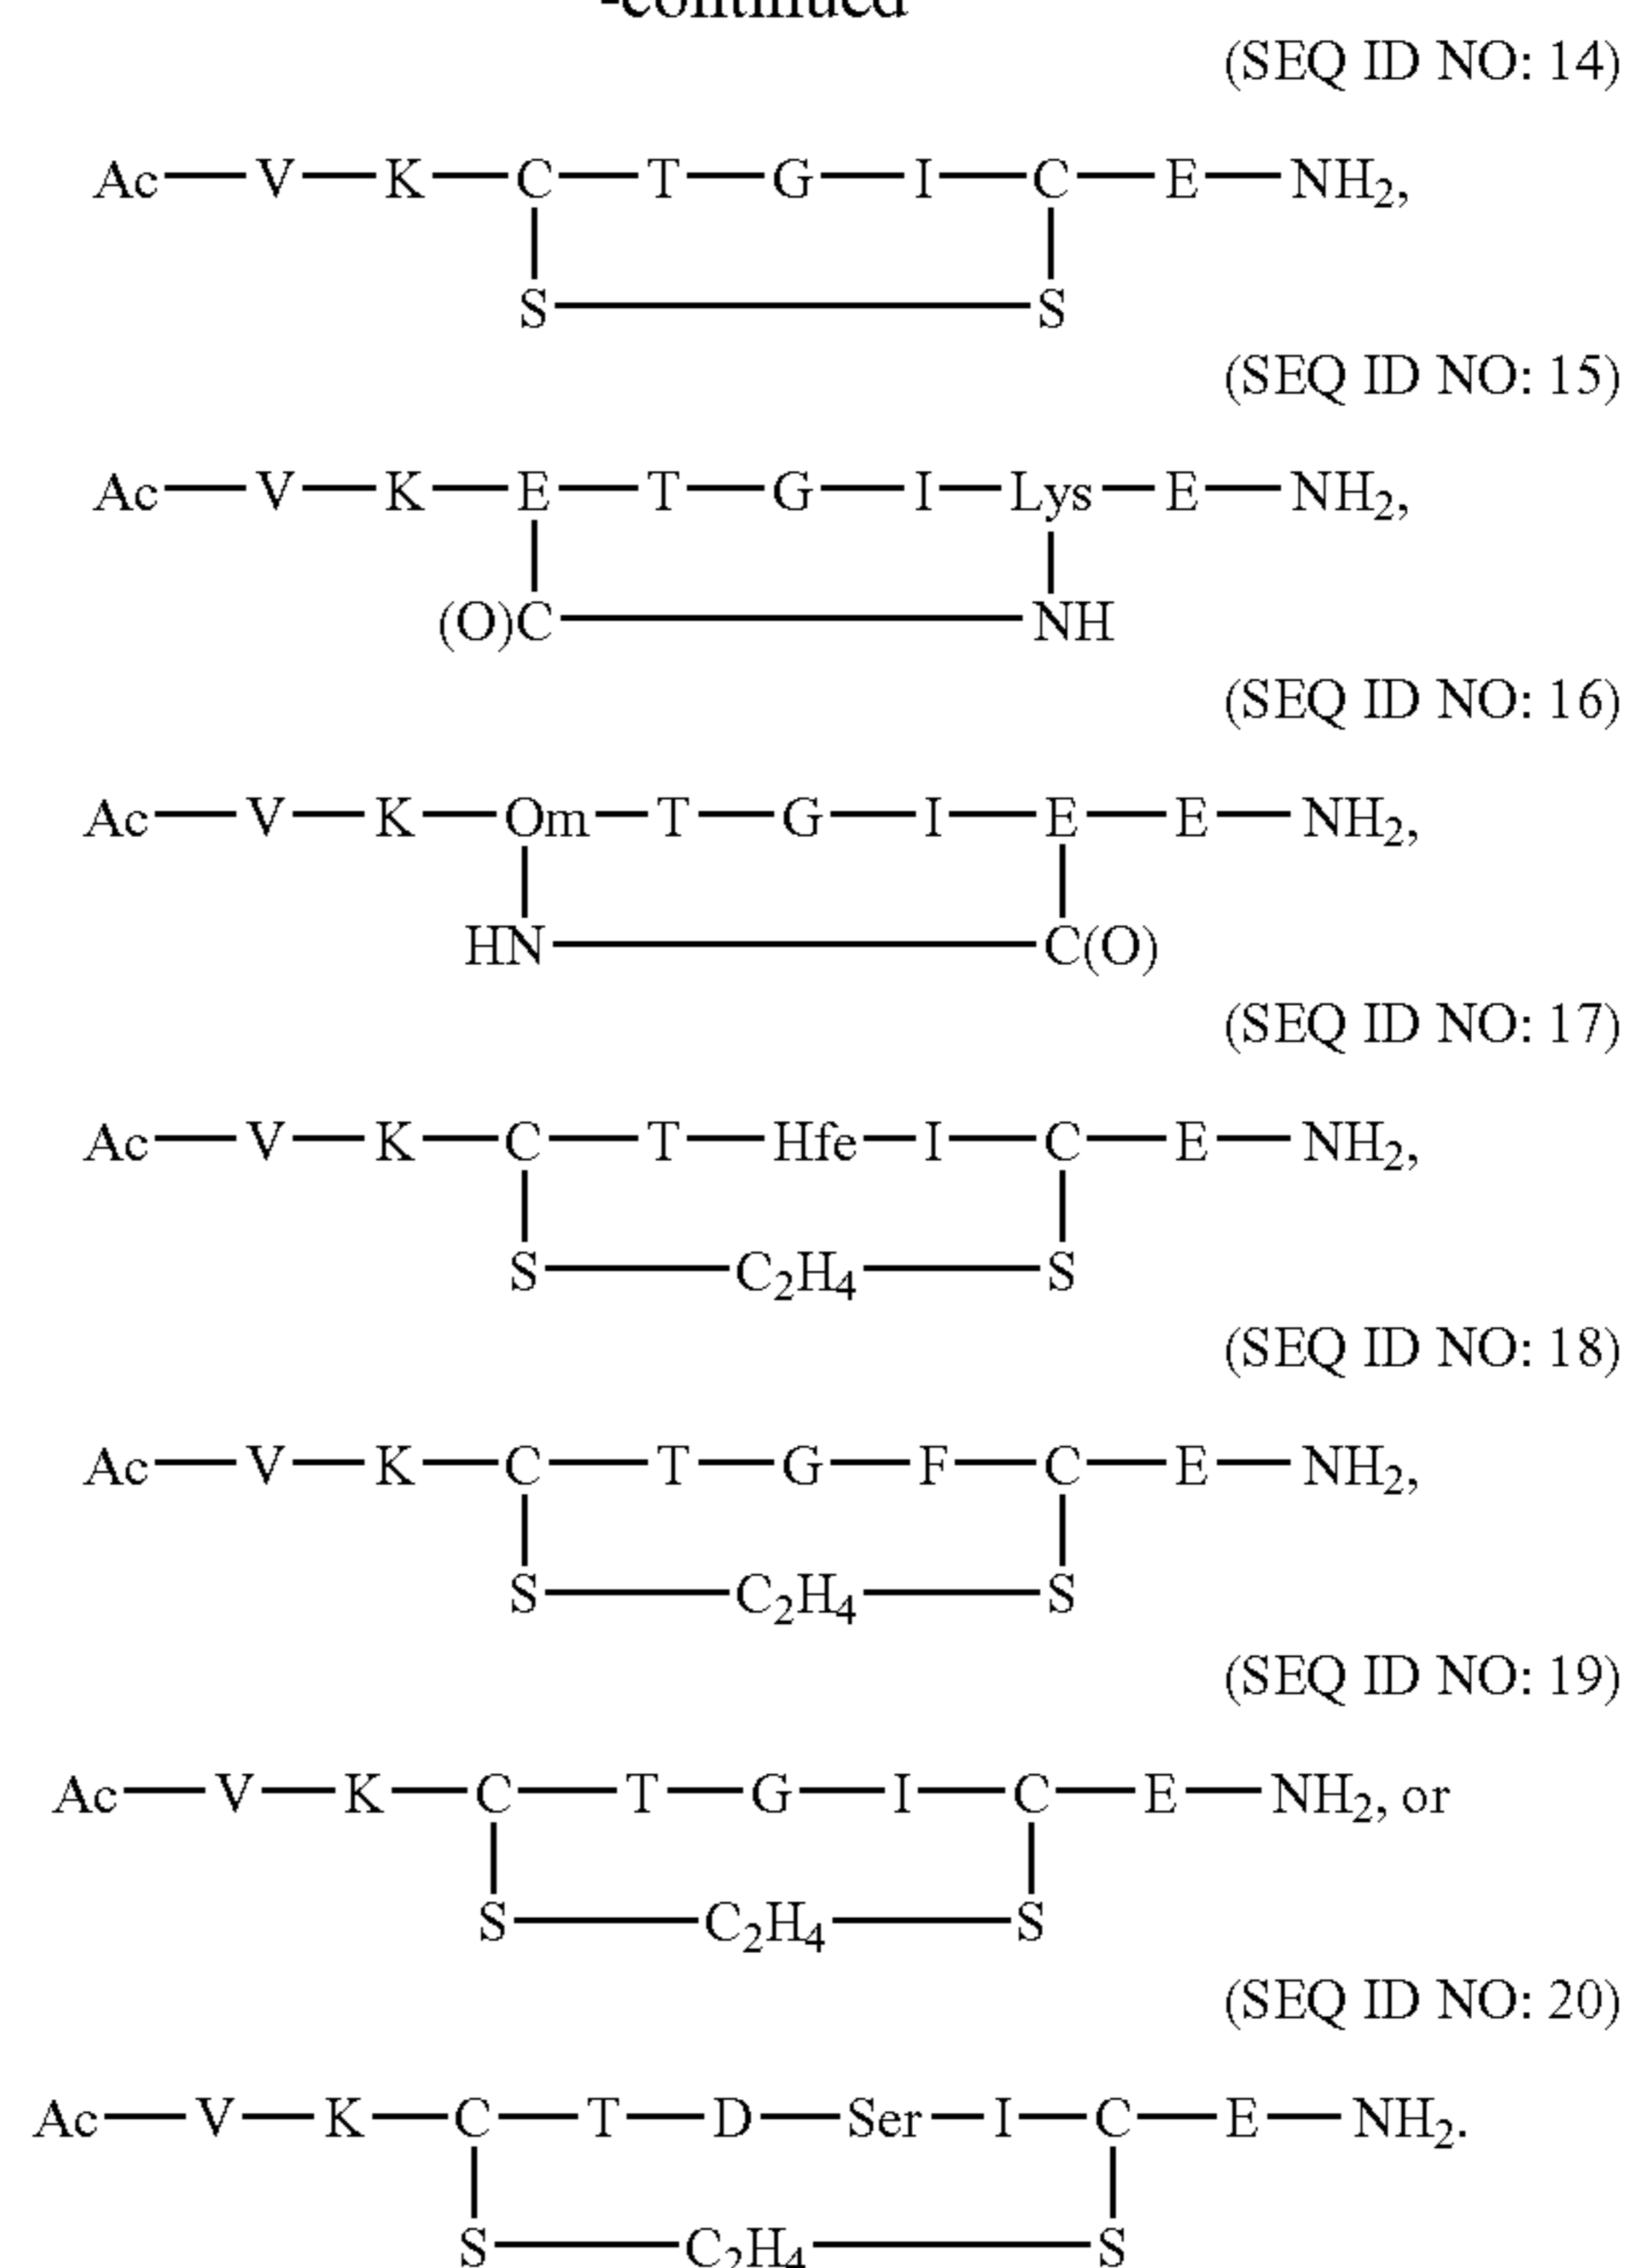 -continued
(SEQ ID NO: 14)
Ac—V—K—C—T—G—I—C—E—NH₂,
S—S
(SEQ ID NO: 15)
Ac—V—K—E—T—G—I—Lys—E—NH₂,
(O)C—NH
(SEQ ID NO: 16)
Ac—V—K—Om—T—G—I—E—E—NH₂,
HN—C(O)
(SEQ ID NO: 17)
Ac—V—K—C—T—Hfe—I—C—E—NH₂,
S—C₂H₄—S
(SEQ ID NO: 18)
Ac—V—K—C—T—G—F—C—E—NH₂,
S—C₂H₄—S
(SEQ ID NO: 19)
Ac—V—K—C—T—G—I—C—E—NH₂, or
S—C₂H₄—S
(SEQ ID NO: 20)
Ac—V—K—C—T—D—Ser—I—C—E—NH₂.
S—C₂H₄—S